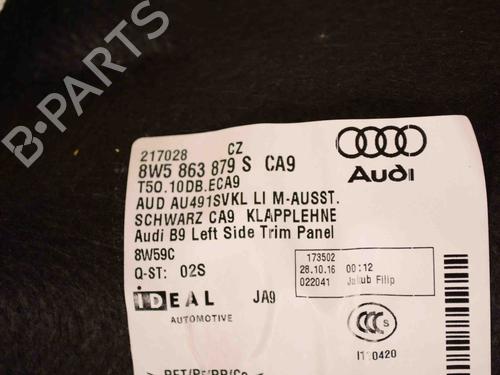 B-PARTS
217028 CZ
8W5 863 879 S CA9
T50.10DB.ECA9
AUD AU491SVKL LI M-AUSST.
SCHWARZ CA9 KLAPPLEHNE
Audi B9 Left Side Trim Panel
8W59C
Q-ST: 02S
Audi
173502
28.10.16 00:12
022041 Jakub Filip
IDEAL
AUTOMOTIVE
JA9
CCC S